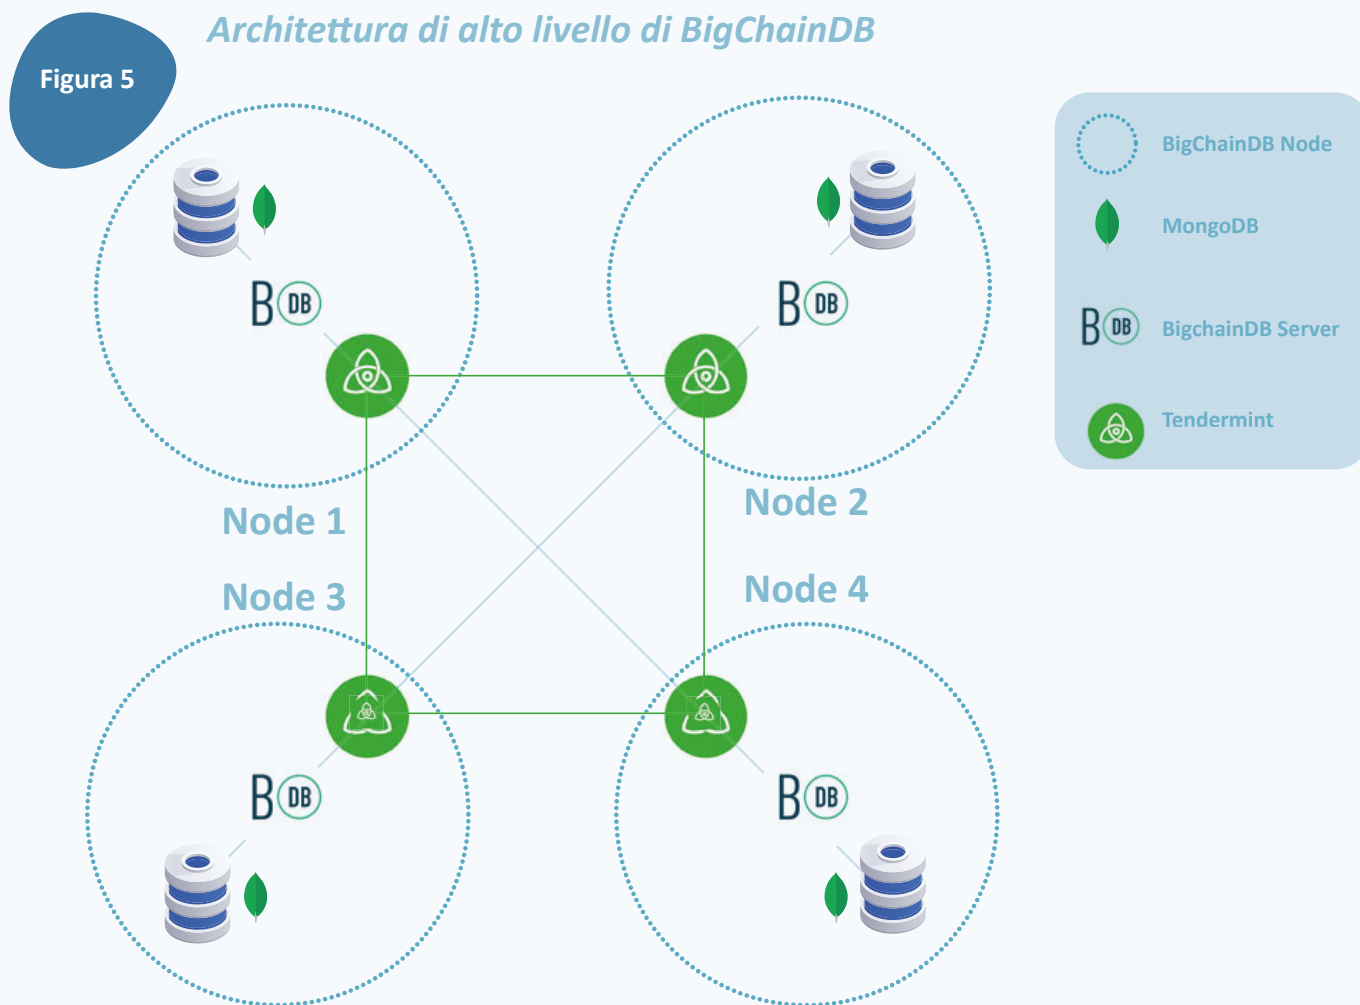 Architettura di alto livello di BigChainDB
Figura 5
BigChainDB Node
MongoDB
B DB BigchainDB Server
Tendermint
B DB
B DB
Node 1
Node 2
Node 3
Node 4
B DB
B DB